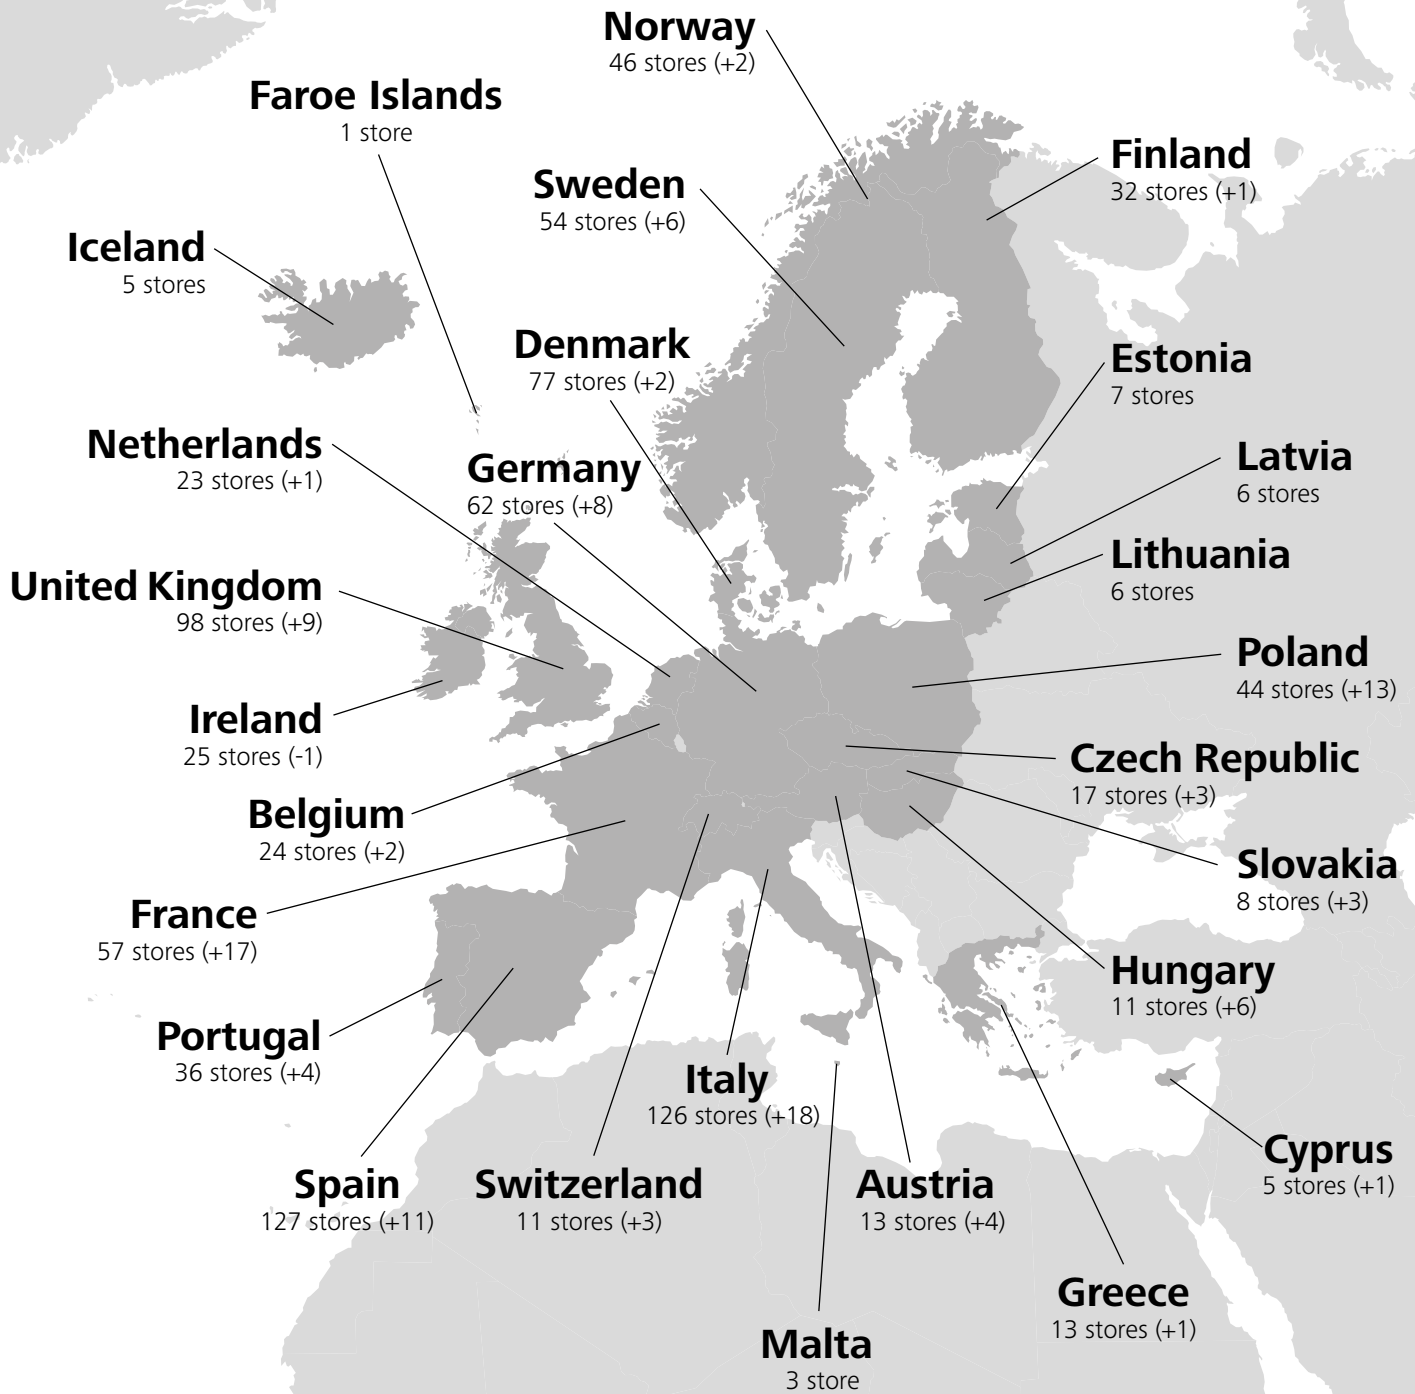 Norway
46 stores (+2)
Faroe Islands
1 store
Finland
32 stores (+1)
Sweden
54 stores (+6)
Iceland
5 stores
Denmark
77 stores (+2)
Estonia
7 stores
Netherlands
23 stores (+1)
Germany
62 stores (+8)
Latvia
6 stores
Lithuania
6 stores
United Kingdom
98 stores (+9)
Poland
44 stores (+13)
Ireland
25 stores (-1)
Czech Republic
17 stores (+3)
Belgium
24 stores (+2)
Slovakia
8 stores (+3)
France
57 stores (+17)
Hungary
11 stores (+6)
Portugal
36 stores (+4)
Italy
126 stores (+18)
Cyprus
5 stores (+1)
Spain
127 stores (+11)
Switzerland
11 stores (+3)
Austria
13 stores (+4)
Greece
13 stores (+1)
Malta
3 store